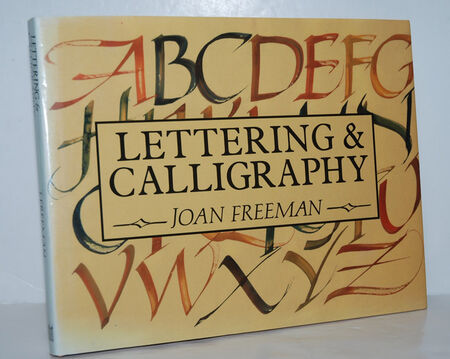 ABCDEFG
LETTERING &
CALLIGRAPHY
JOAN FREEMAN
VWXYZ
LETTERING &
FREEMAN